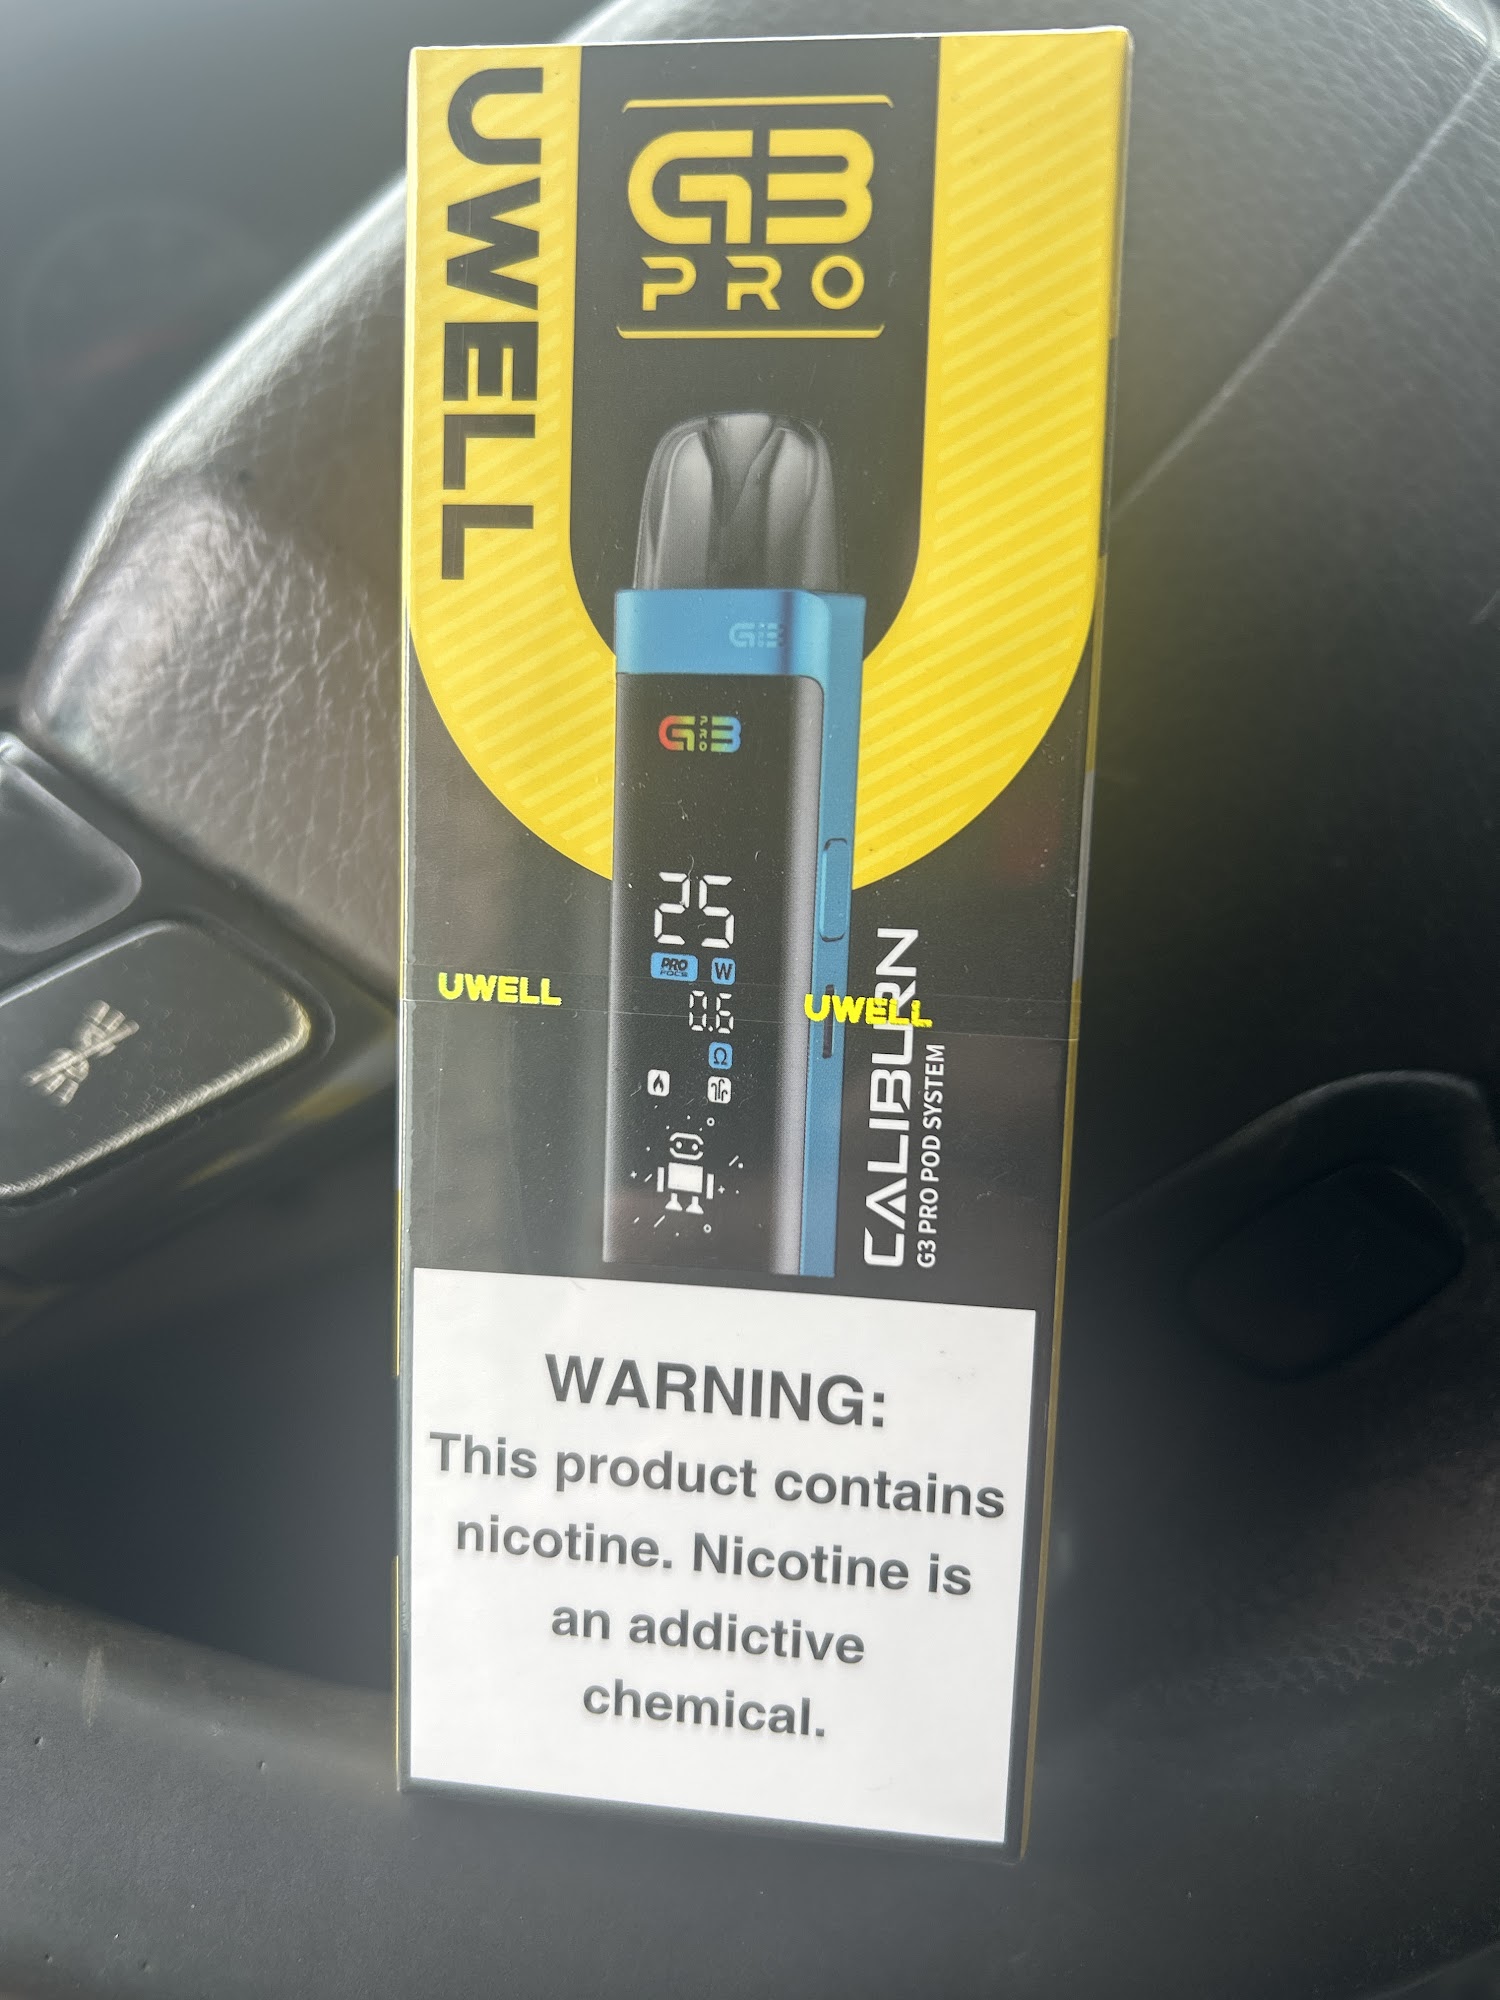 UWELL
G3
PRO
G3
G3
PRO
25
PRO
FOCS
W
0.6
Ω
UWELL
UWELL
CALIBURN
G3 PRO POD SYSTEM
WARNING:
This product contains
nicotine. Nicotine is
an addictive
chemical.